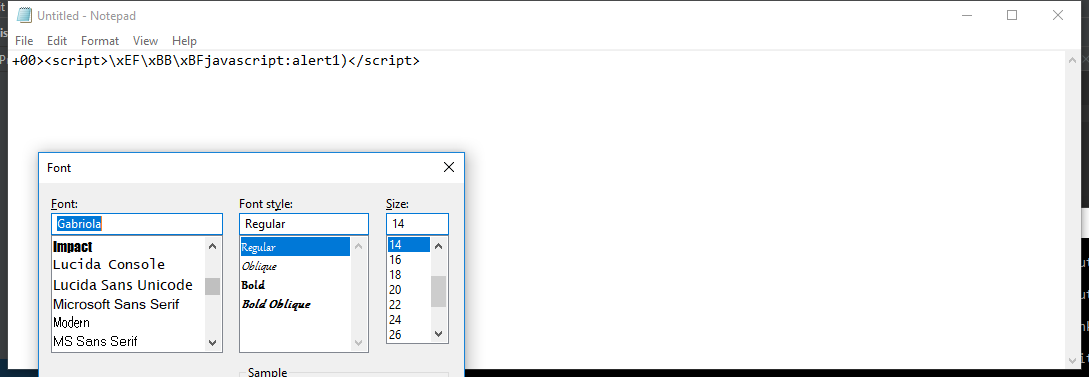 Untitled - Notepad
File Edit Format View Help
+00><script>\xEF\xBB\xBFjavascript:alert1)</script>
Font
Font: Font style: Size:
Gabriola Regular 14
Impact Regular 14
Lucida Console Oblique 16
Lucida Sans Unicode Bold 18
Microsoft Sans Serif Bold Oblique 20
Modern 22
MS Sans Serif 24
26
Sample